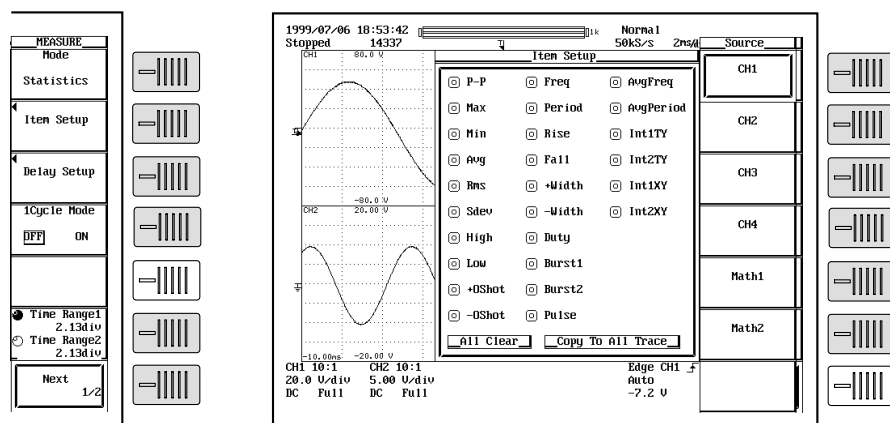 MEASURE
Mode
Statistics
Item Setup
Delay Setup
1Cycle Mode
OFF ON
Time Range1
2.13div
Time Range2
2.13div
Next
1/2
1999/07/06 18:53:42
Stopped 14337
1k
Normal
50kS/s 2ms/d
CH1 80.0 V
-80.0 V
CH2 20.00 V
-10.00ms -20.00 V
Item Setup
P-P Freq AvgFreq
Max Period AvgPeriod
Min Rise Int1TY
Avg Fall Int2TY
Rms +Width Int1XY
Sdev -Width Int2XY
High Duty
Low Burst1
+OShot Burst2
-OShot Pulse
All Clear Copy To All Trace
CH1 10:1 CH2 10:1
20.0 V/div 5.00 V/div
DC Full DC Full
Edge CH1
Auto
-7.2 V
Source
CH1
CH2
CH3
CH4
Math1
Math2